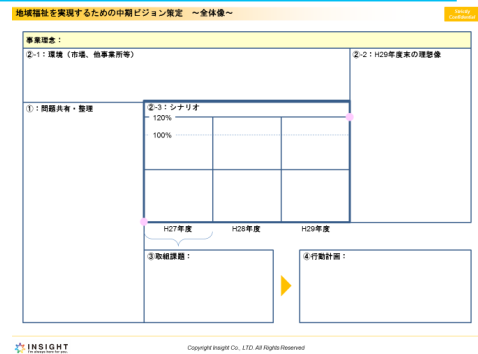 地域福祉を実現するための中期ビジョン策定　～全体像～
Strictly
Confidential
事業理念：
②-1：環境（市場、他事業所等）
②-2：H29年度末の理想像
①：問題共有・整理
②-3：シナリオ
120%
100%
H27年度
H28年度
H29年度
③取組課題：
④行動計画：
INSIGHT
I'm always here for you.
Copyright Insight Co., LTD. All Rights Reserved